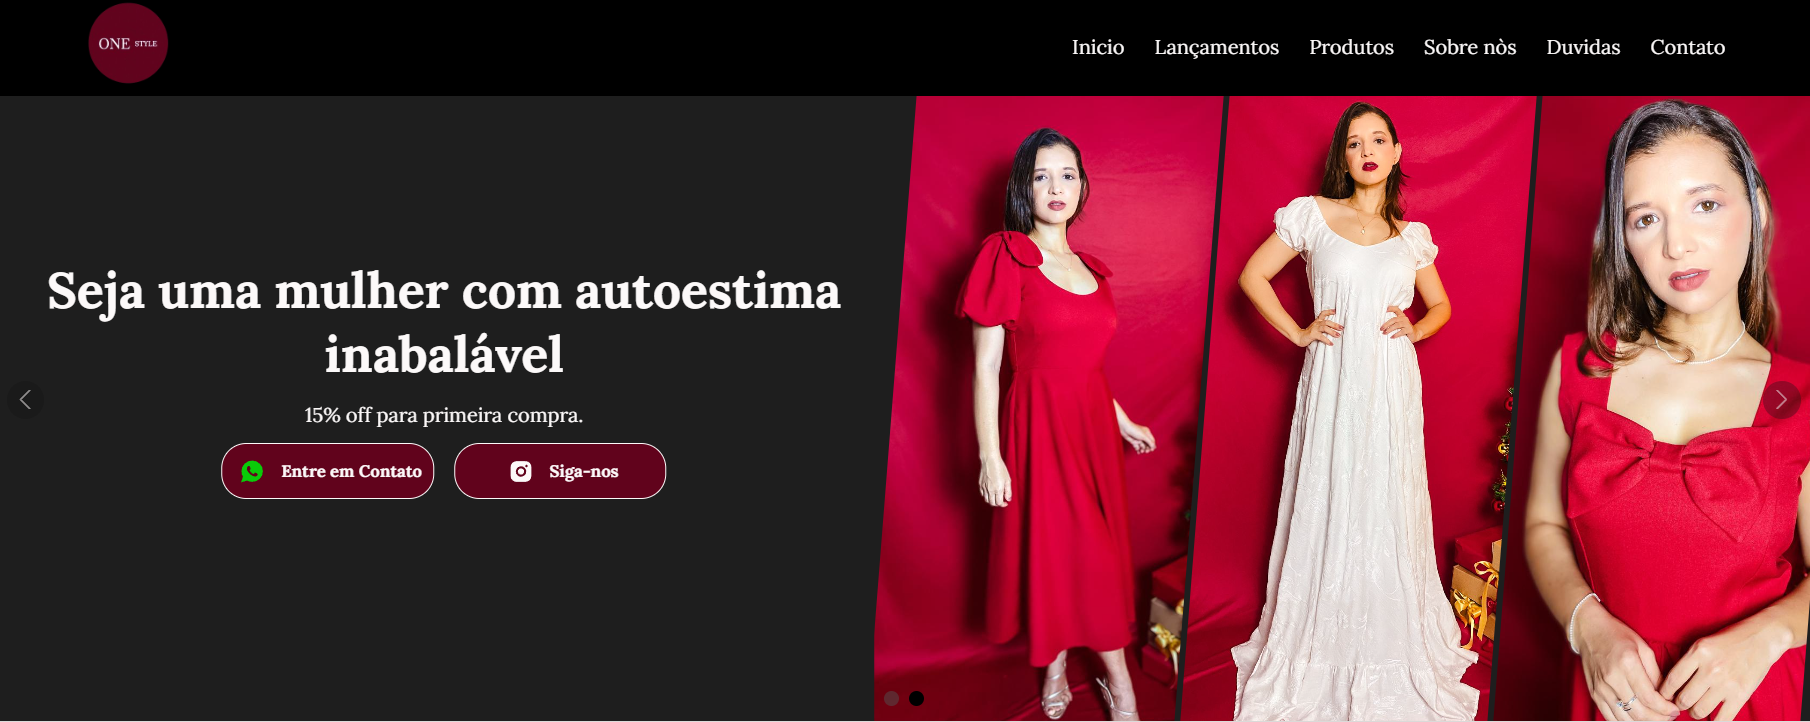 ONE STYLE
Inicio Lançamentos Produtos Sobre nòs Duvidas Contato
Seja uma mulher com autoestima
inabalável
15% off para primeira compra.
Entre em Contato Siga-nos